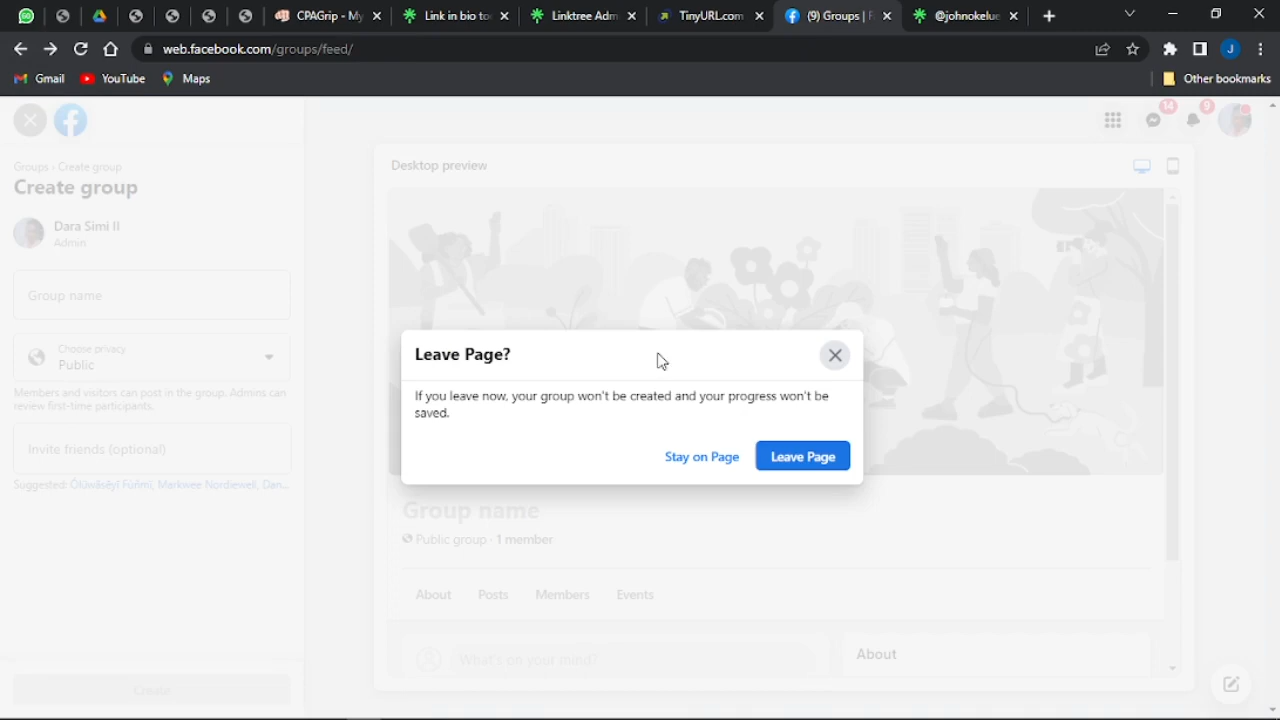 CPAGrip - My
Link in bio too
Linktree Adm
TinyURL.com
(9) Groups | F
@johnokelue
web.facebook.com/groups/feed/
J
Gmail
YouTube
Maps
Other bookmarks
14
9
Groups › Create group
Create group
Dara Simi II
Admin
Group name
Choose privacy
Public
Members and visitors can post in the group. Admins can
review first-time participants.
Invite friends (optional)
Suggested: Markwee Nordiewell, Dan...
Create
Desktop preview
Leave Page?
If you leave now, your group won't be created and your progress won't be
saved.
Stay on Page
Leave Page
Group name
Public group · 1 member
About
Posts
Members
Events
What's on your mind?
About